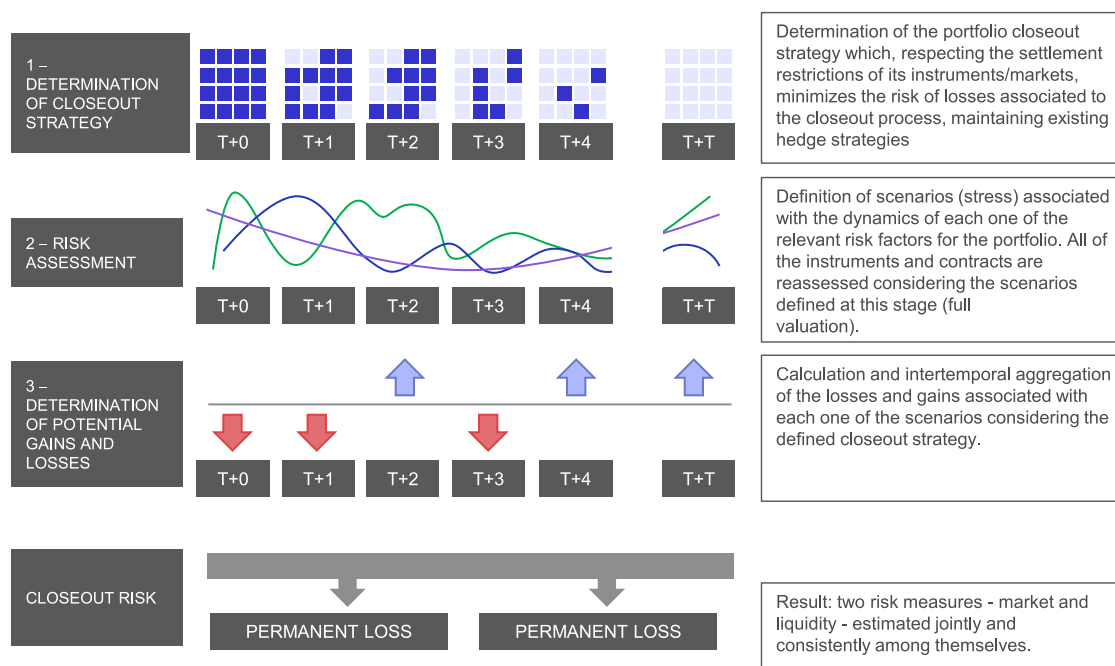 1 –
DETERMINATION
OF CLOSEOUT
STRATEGY
T+0
T+1
T+2
T+3
T+4
T+T
Determination of the portfolio closeout
strategy which, respecting the settlement
restrictions of its instruments/markets,
minimizes the risk of losses associated to
the closeout process, maintaining existing
hedge strategies
2 – RISK
ASSESSMENT
T+0
T+1
T+2
T+3
T+4
T+T
Definition of scenarios (stress) associated
with the dynamics of each one of the
relevant risk factors for the portfolio. All of
the instruments and contracts are
reassessed considering the scenarios
defined at this stage (full
valuation).
3 –
DETERMINATION
OF POTENTIAL
GAINS AND
LOSSES
T+0
T+1
T+2
T+3
T+4
T+T
Calculation and intertemporal aggregation
of the losses and gains associated with
each one of the scenarios considering the
defined closeout strategy.
CLOSEOUT RISK
PERMANENT LOSS
PERMANENT LOSS
Result: two risk measures - market and
liquidity - estimated jointly and
consistently among themselves.